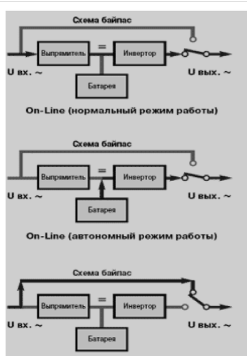 Схема байпас
Выпрямитель = Инвертор
U вх. ~ U вых. ~
Батарея
On-Line (нормальный режим работы)
Схема байпас
Выпрямитель = Инвертор
U вх. ~ U вых. ~
Батарея
On-Line (автономный режим работы)
Схема байпас
Выпрямитель = Инвертор
U вх. ~ U вых. ~
Батарея